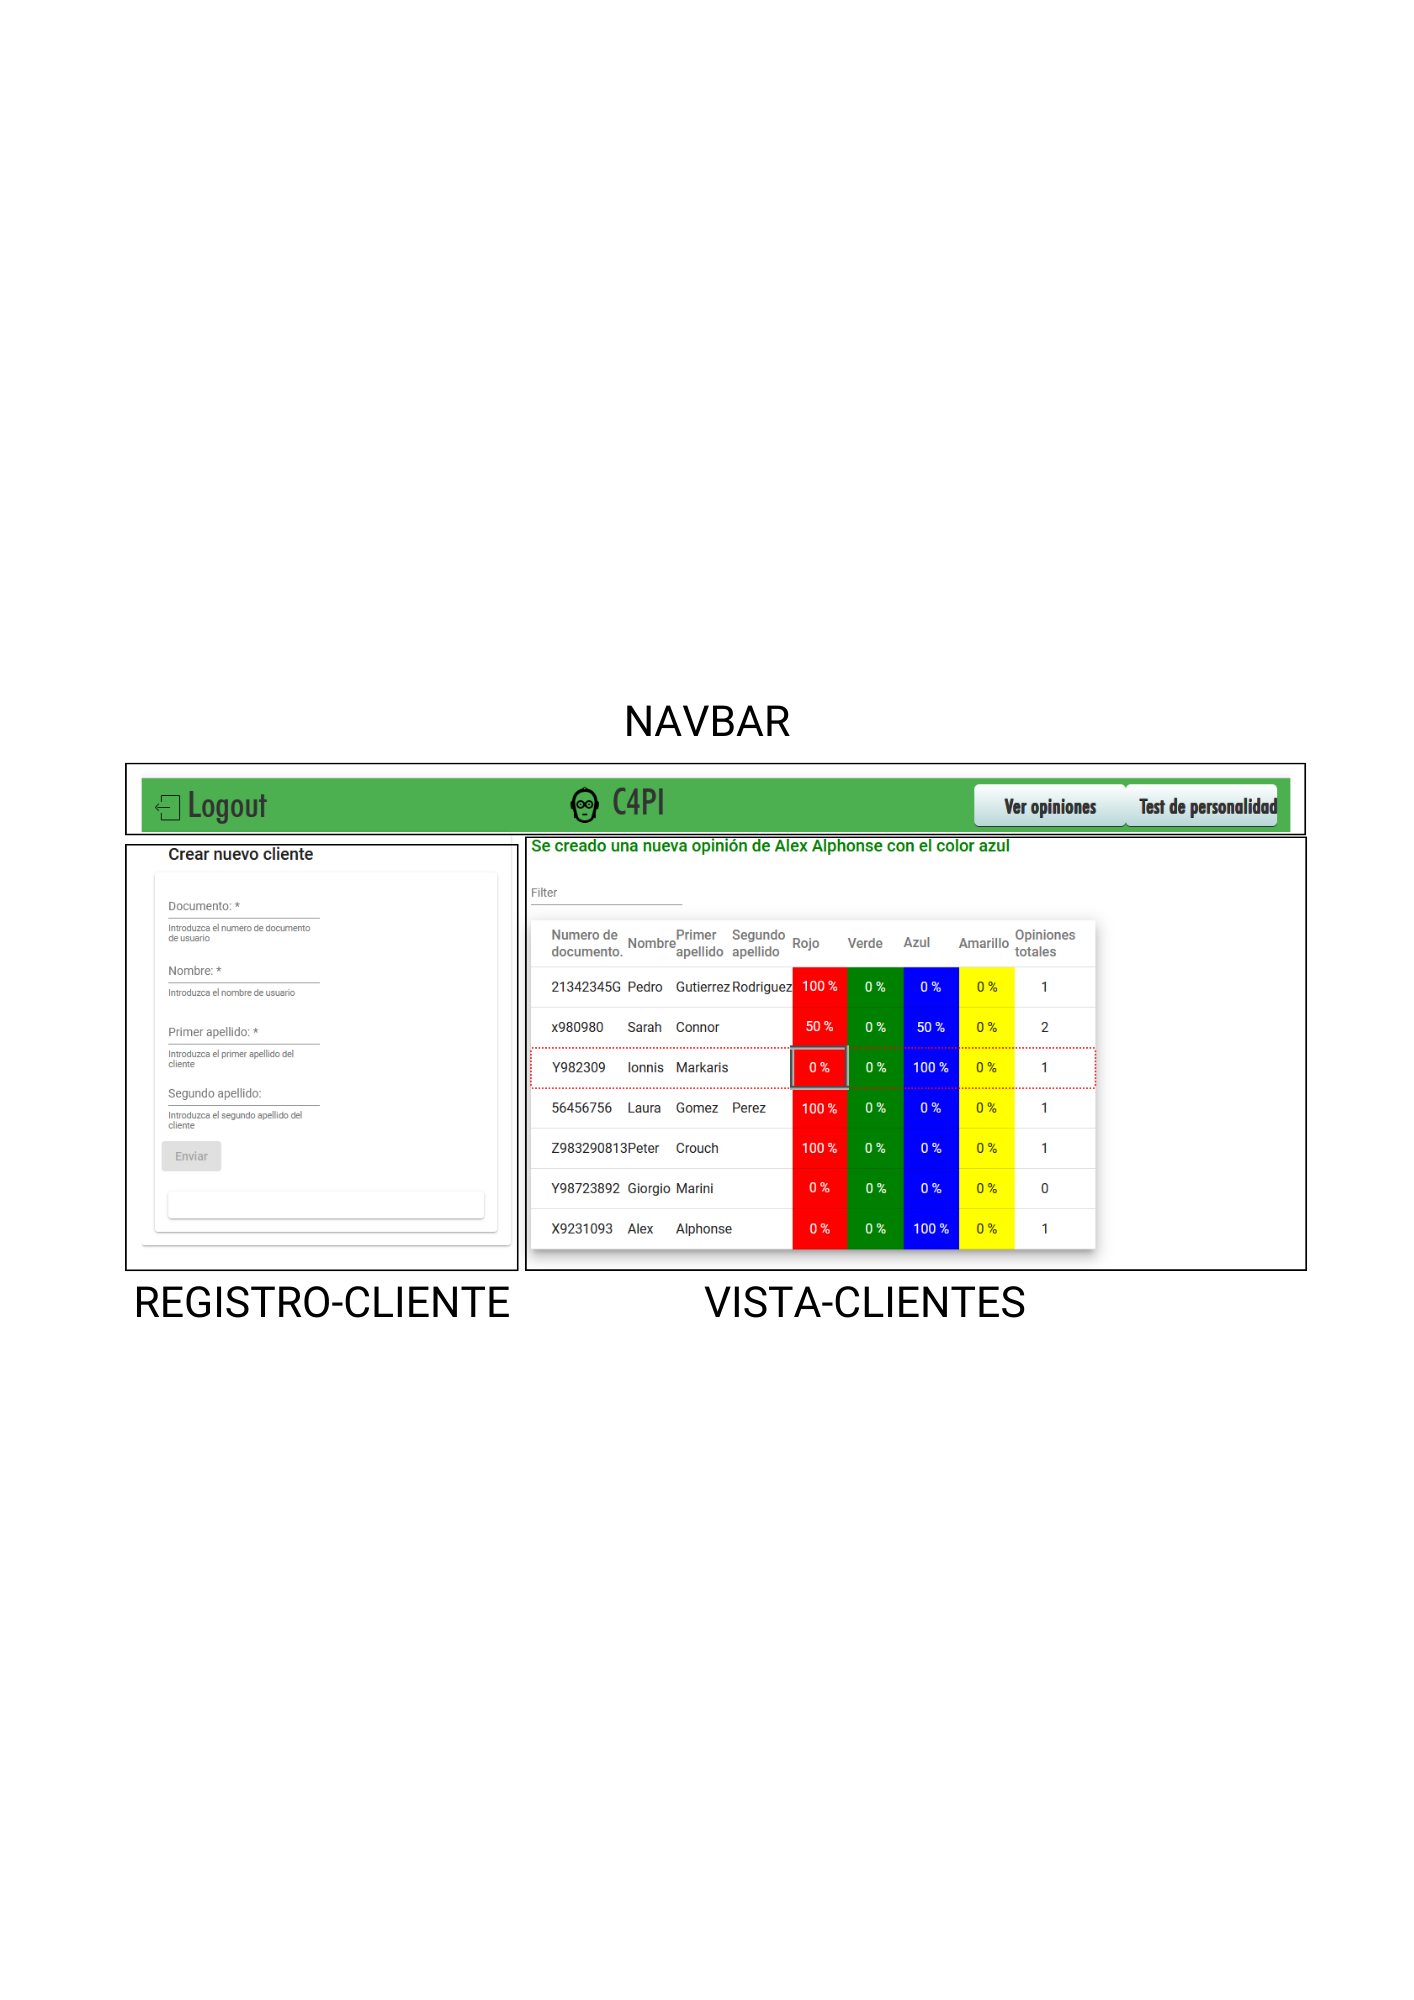 NAVBAR
Logout
C4PI
Ver opiniones
Test de personalidad
Crear nuevo cliente
Documento: *
Introduzca el numero de documento
de usuario
Nombre: *
Introduzca el nombre de usuario
Primer apellido: *
Introduzca el primer apellido del
cliente
Segundo apellido:
Introduzca el segundo apellido del
cliente
Enviar
Se creado una nueva opinión de Alex Alphonse con el color azul
Filter
Numero de documento. Nombre Primer apellido Segundo apellido Rojo Verde Azul Amarillo Opiniones totales
21342345G Pedro Gutierrez Rodriguez 100 % 0 % 0 % 0 % 1
x980980 Sarah Connor 50 % 0 % 50 % 0 % 2
Y982309 Ionnis Markaris 0 % 0 % 100 % 0 % 1
56456756 Laura Gomez Perez 100 % 0 % 0 % 0 % 1
Z983290813 Peter Crouch 100 % 0 % 0 % 0 % 1
Y98723892 Giorgio Marini 0 % 0 % 0 % 0 % 0
X9231093 Alex Alphonse 0 % 0 % 100 % 0 % 1
REGISTRO-CLIENTE
VISTA-CLIENTES